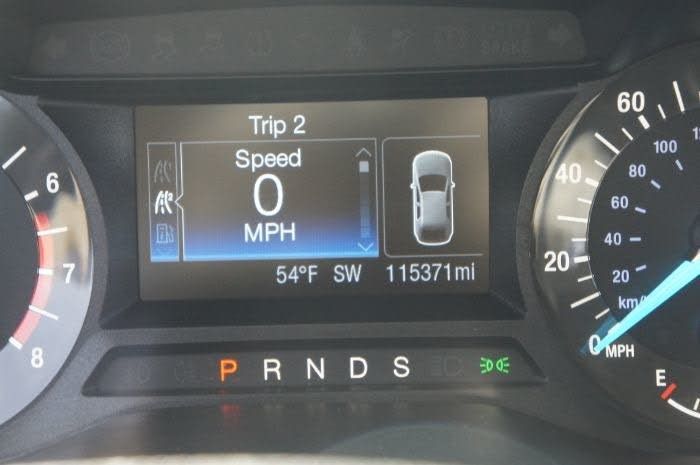 BRAKE
Trip 2
Speed
0
MPH
54°F SW 115371mi
P R N D S
6
7
8
60
40
20
0 MPH
100
80
60
40
20
km/
E